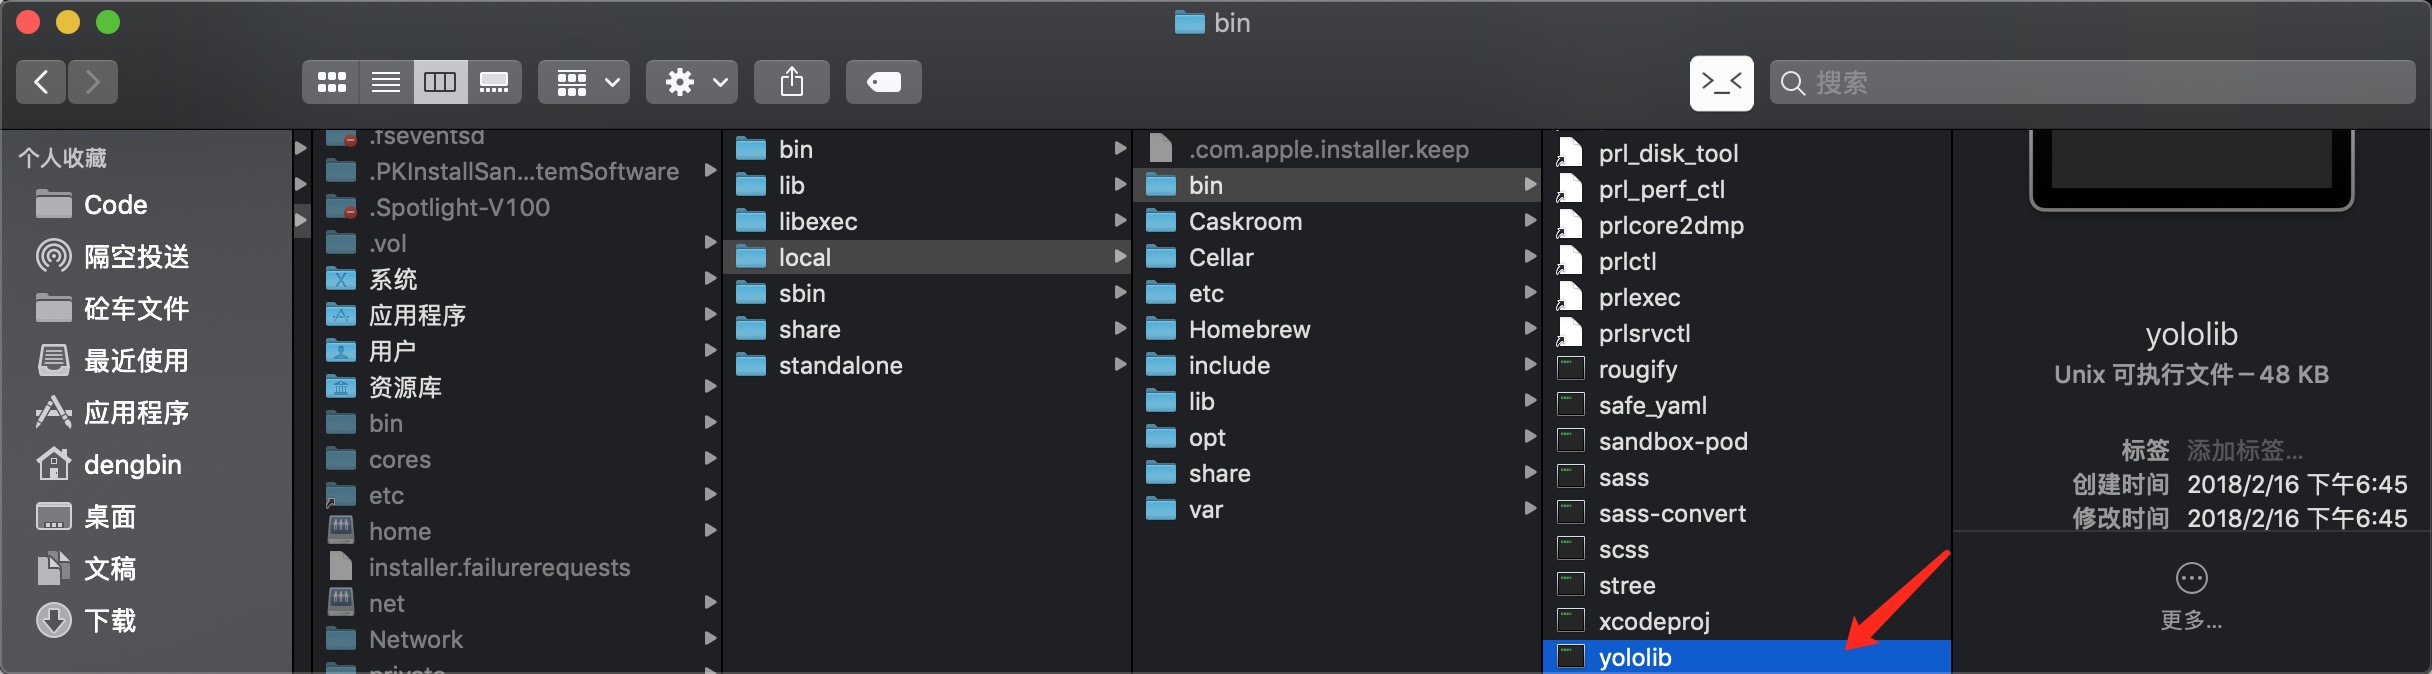 bin
>_<
搜索
个人收藏
Code
隔空投送
砼车文件
最近使用
应用程序
dengbin
桌面
文稿
下载
.fseventsd
.PKInstallSan...temSoftware
.Spotlight-V100
.vol
系统
应用程序
用户
资源库
bin
cores
etc
home
installer.failurerequests
net
Network
private
bin
lib
libexec
local
sbin
share
standalone
.com.apple.installer.keep
bin
Caskroom
Cellar
etc
Homebrew
include
lib
opt
share
var
prl_disk_tool
prl_perf_ctl
prlcore2dmp
prlctl
prlexec
prlsrvctl
rougify
safe_yaml
sandbox-pod
sass
sass-convert
scss
stree
xcodeproj
yololib
yololib
Unix 可执行文件 – 48 KB
标签 添加标签...
创建时间 2018/2/16 下午6:45
修改时间 2018/2/16 下午6:45
更多...